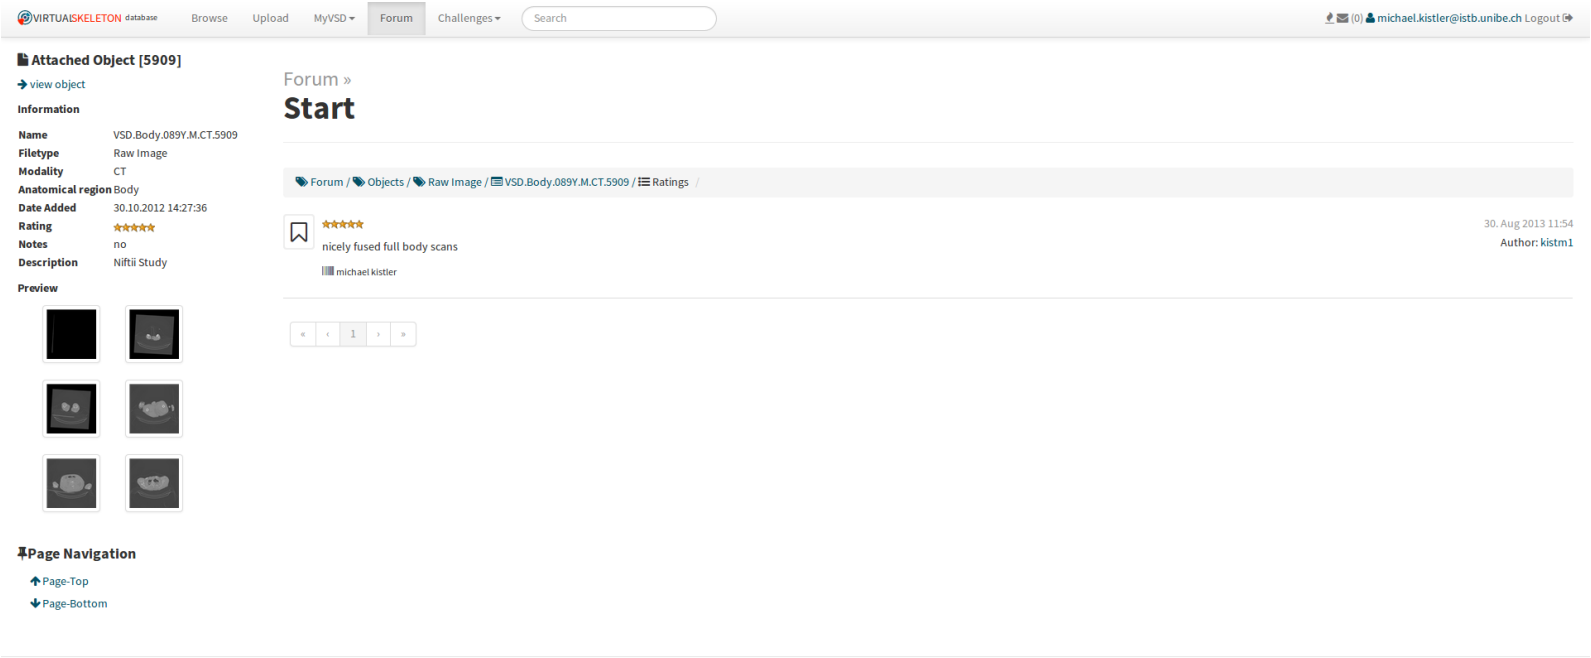 VIRTUALSKELETON database Browse Upload MyVSD Forum Challenges Search (0) michael.kistler@istb.unibe.ch Logout
Attached Object [5909]
view object
Information
Name VSD.Body.089Y.M.CT.5909
Filetype Raw Image
Modality CT
Anatomical region Body
Date Added 30.10.2012 14:27:36
Rating
Notes no
Description Niftii Study
Preview
Page Navigation
Page-Top
Page-Bottom
Forum »
Start
Forum / Objects / Raw Image / VSD.Body.089Y.M.CT.5909 / Ratings /
30. Aug 2013 11:54
nicely fused full body scans
Author: kistm1
michael kistler
« ‹ 1 › »